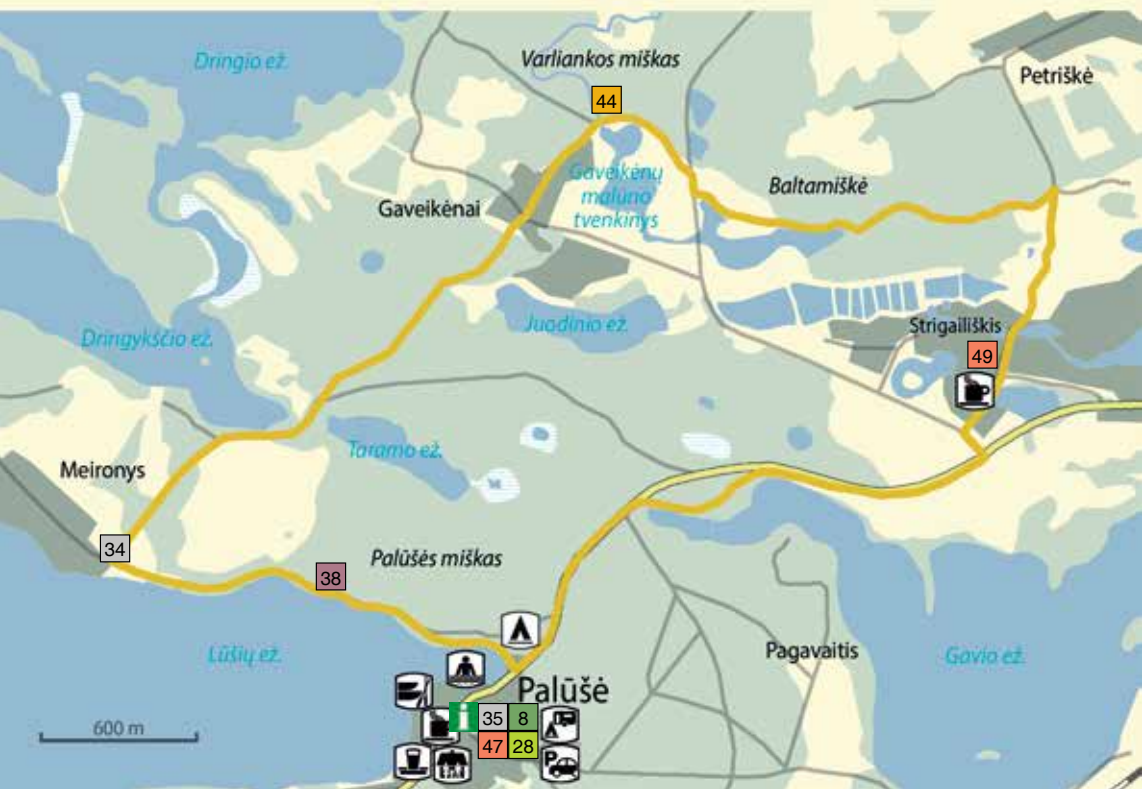 Dringio ež.
Varliankos miškas
Petriškė
44
Gaveikėnų
malūno
tvenkinys
Baltamiškė
Gaveikėnai
Juodinio ež.
Strigailiškis
Dringykščio ež.
49
Taramo ež.
Meironys
34
Palūšės miškas
38
Lūšių ež.
Pagavaitis
Gavio ež.
Palūšė
i
35 8
47 28
P
600 m